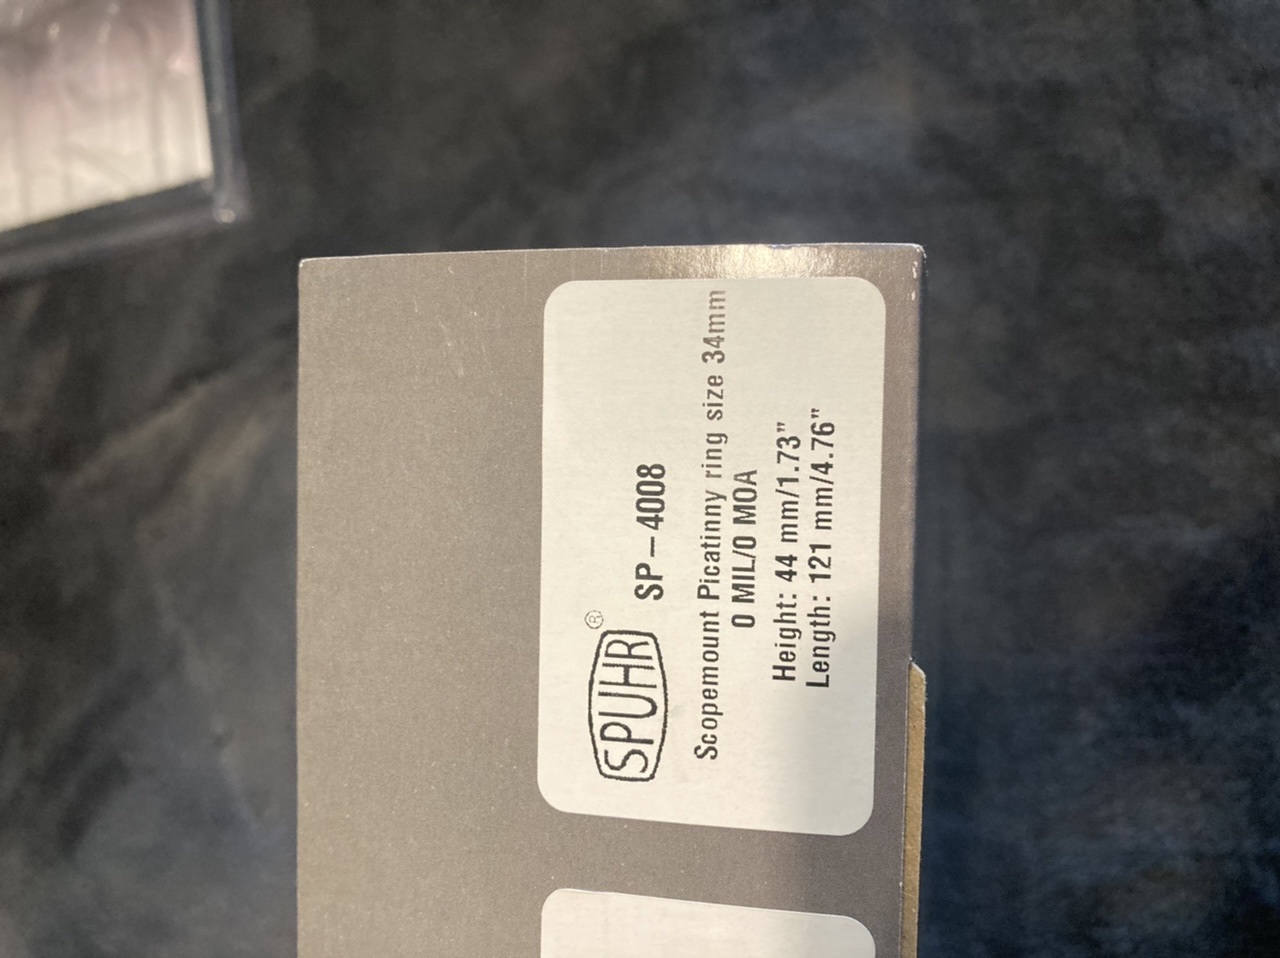 SPUHR® SP–4008
Scopemount Picatinny ring size 34mm
0 MIL/0 MOA
Height: 44 mm/1.73"
Length: 121 mm/4.76"